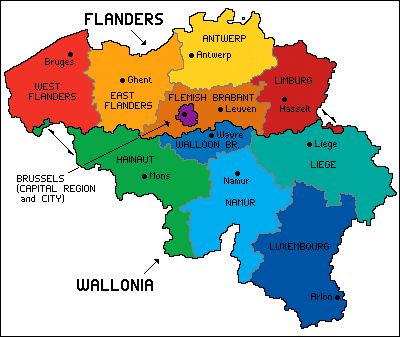 FLANDERS
ANTWERP
Bruges
Antwerp
Ghent
WEST
FLANDERS
EAST
FLANDERS
FLEMISH BRABANT
Leuven
LIMBURG
Hasselt
Wavre
WALLOON BR.
Liege
LIEGE
HAINAUT
Mons
BRUSSELS
(CAPITAL REGION
and CITY)
Namur
NAMUR
LUXEMBOURG
WALLONIA
Arlon